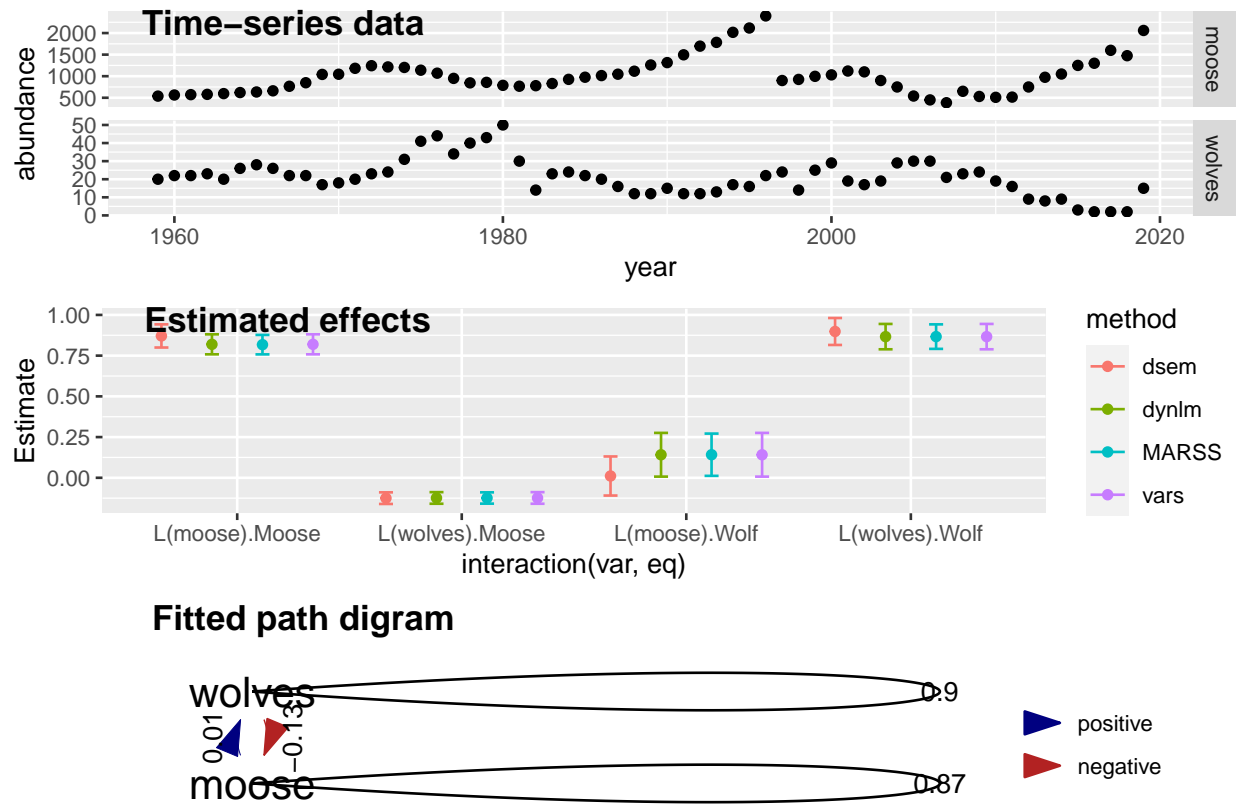 Time−series data
abundance
2000
1500
1000
500
moose
50
40
30
20
10
0
wolves
1960 1980 2000 2020
year
Estimated effects
Estimate
1.00
0.75
0.50
0.25
0.00
L(moose).Moose L(wolves).Moose L(moose).Wolf L(wolves).Wolf
interaction(var, eq)
method
dsem
dynlm
MARSS
vars
Fitted path digram
wolves
0.9
0.01
−0.13
moose
0.87
positive
negative